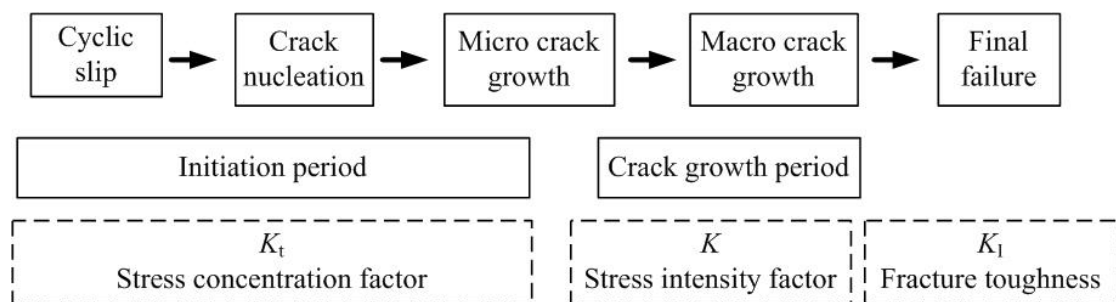 Cyclic
slip
Crack
nucleation
Micro crack
growth
Macro crack
growth
Final
failure
Initiation period
Crack growth period
Kt
Stress concentration factor
K
Stress intensity factor
KI
Fracture toughness